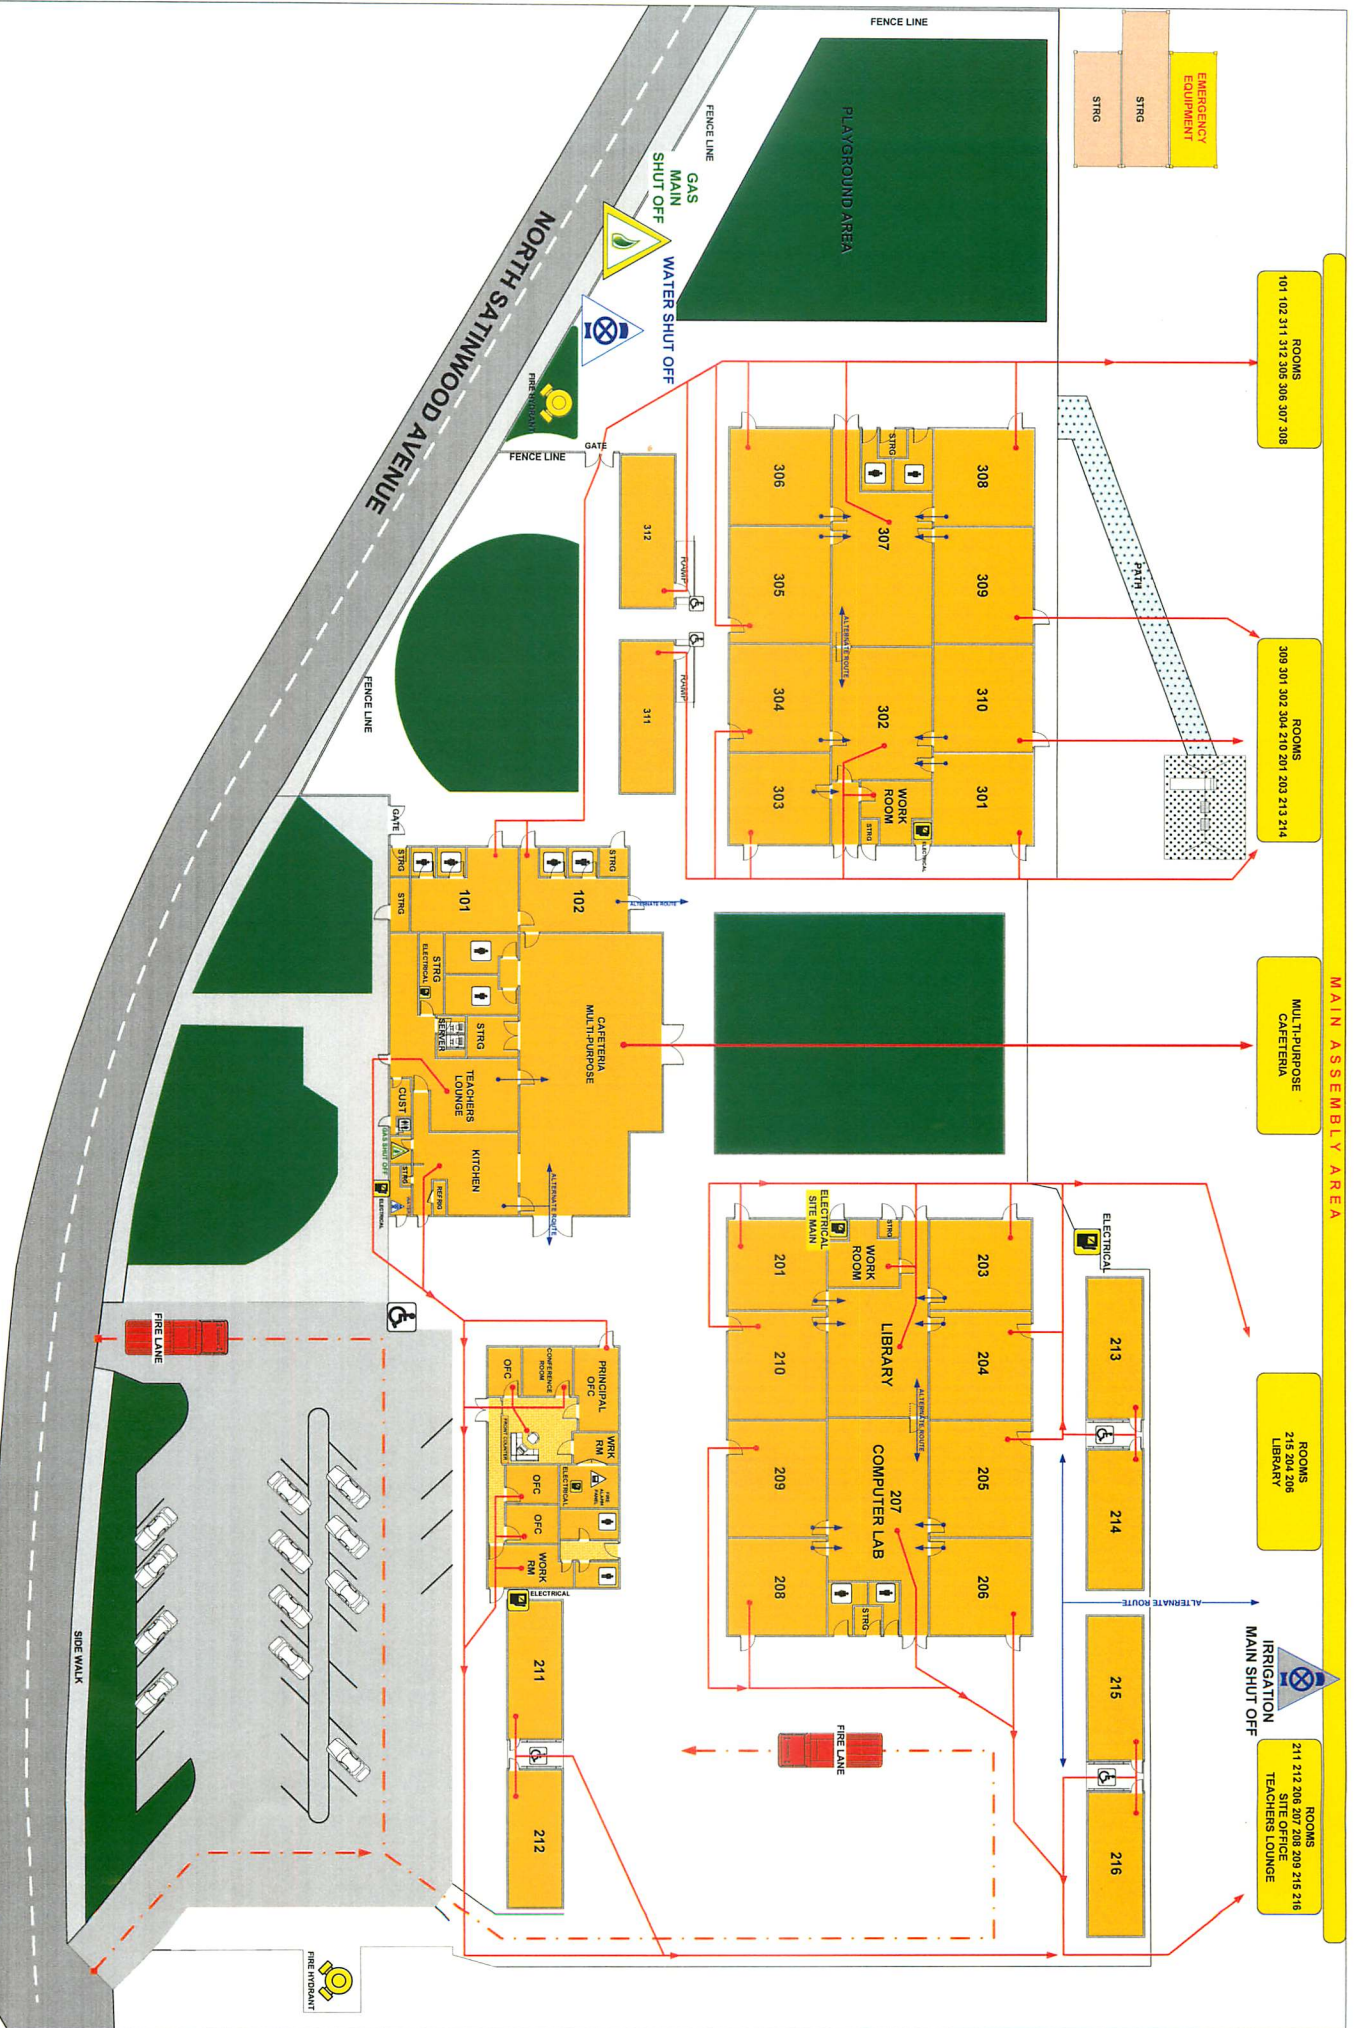 FENCE LINE
EMERGENCY
EQUIPMENT
STRG
STRG
PLAYGROUND AREA
FENCE LINE
GAS
MAIN
SHUT OFF
WATER SHUT OFF
NORTH SATINWOOD AVENUE
FIRE HYDRANT
GATE
FENCE LINE
FENCE LINE
MAIN ASSEMBLY AREA
ROOMS
101 102 311 312 305 306 307 308
ROOMS
309 301 302 304 210 201 203 213 214
MULTI-PURPOSE
CAFETERIA
ROOMS
215 204 206
LIBRARY
ROOMS
211 212 206 207 208 209 215 216
SITE OFFICE
TEACHERS LOUNGE
PATH
306
STRG
308
307
305
309
ALTERNATE ROUTE
304
302
310
303
WORK
ROOM
STRG
301
ELECTRICAL
312
RAMP
311
RAMP
GATE
STRG
STRG
101
102
STRG
ALTERNATE ROUTE
STRG
ELECTRICAL
SERVER
STRG
CAFETERIA
MULTI-PURPOSE
TEACHERS
LOUNGE
CUST
GAS SHUT OFF
STRG
WATER
ELECTRICAL
KITCHEN
REFRIG
ALTERNATE ROUTE
ELECTRICAL
SITE MAIN
STRG
WORK
ROOM
201
203
LIBRARY
210
204
ALTERNATE ROUTE
209
207
COMPUTER LAB
205
208
STRG
206
ELECTRICAL
213
214
215
216
ALTERNATE ROUTE
IRRIGATION
MAIN SHUT OFF
FIRE LANE
OFC
CONFERENCE
ROOM
PRINCIPAL
OFC
FRONT COUNTER
WRK
RM
OFC
ELECTRICAL
FIRE
ALARM
PANEL
OFC
WORK
RM
ELECTRICAL
211
212
FIRE LANE
SIDE WALK
FIRE HYDRANT